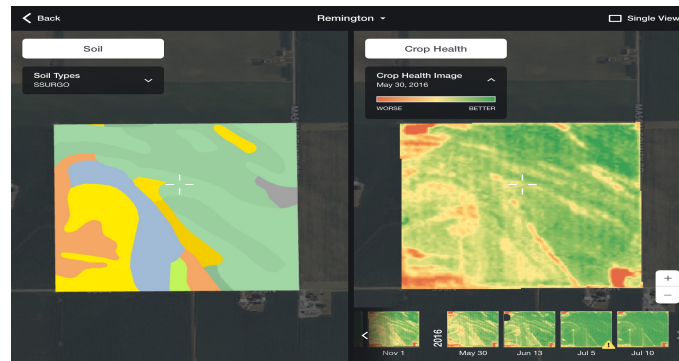 Back
Remington
Single View
Soil
Soil Types
SSURGO
Crop Health
Crop Health Image
May 30, 2016
WORSE
BETTER
+
−
2016
Nov 1
May 30
Jun 13
Jul 5
Jul 10